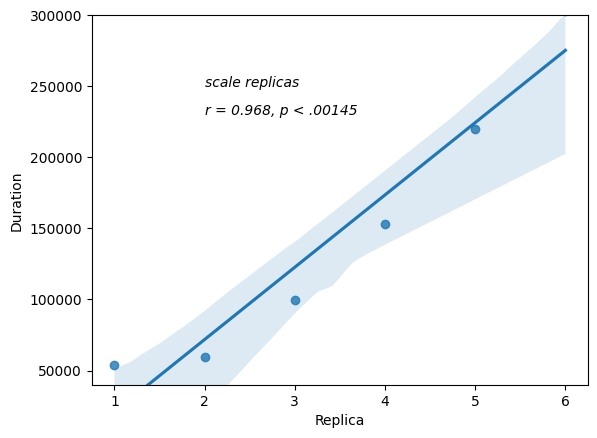 300000
250000
200000
150000
100000
50000
Duration
scale replicas
r = 0.968, p < .00145
1 2 3 4 5 6
Replica